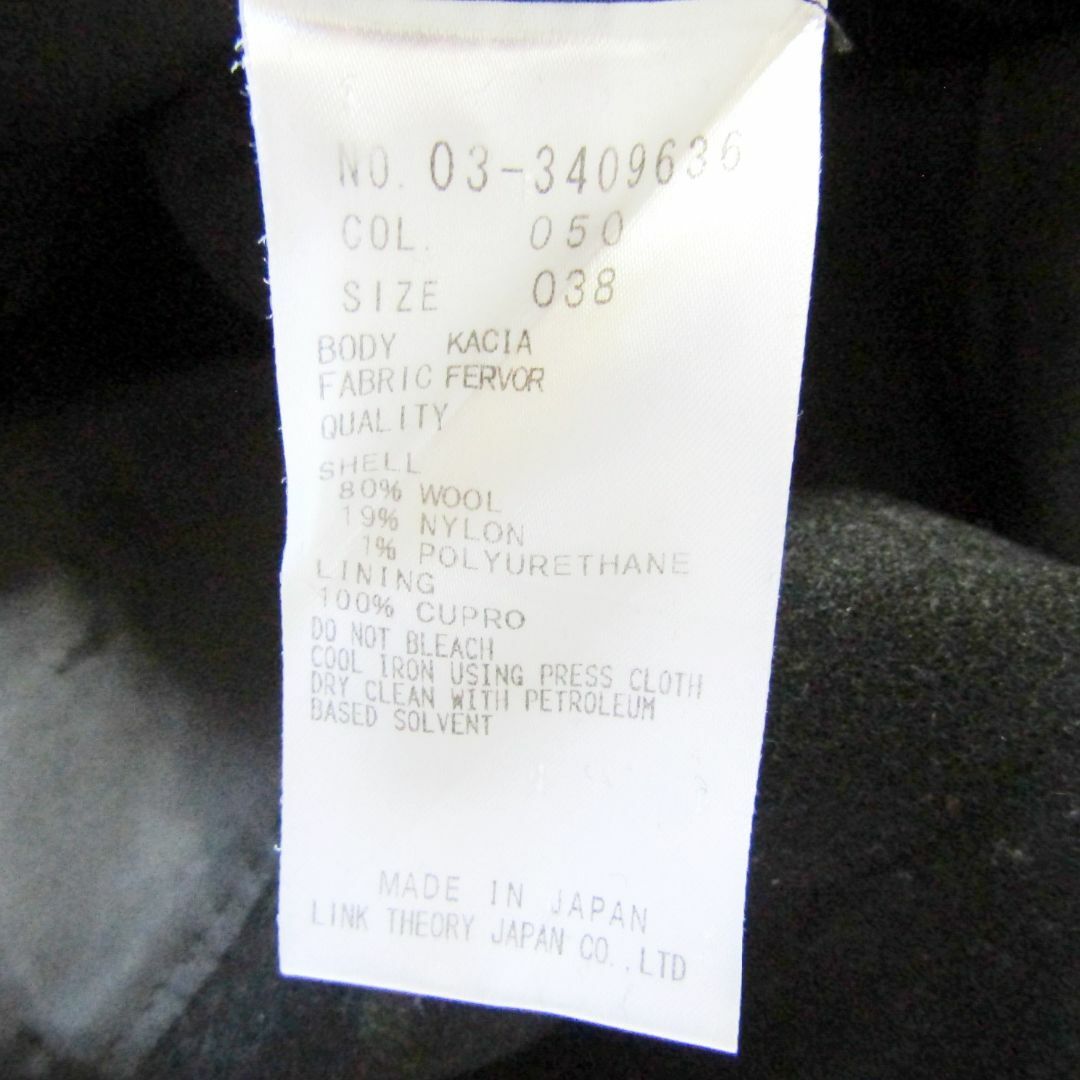 NO. 03-3409636
COL. 050
SIZE 038
BODY KACIA
FABRIC FERVOR
QUALITY
SHELL
80% WOOL
19% NYLON
1% POLYURETHANE
LINING
100% CUPRO
DO NOT BLEACH
COOL IRON USING PRESS CLOTH
DRY CLEAN WITH PETROLEUM
BASED SOLVENT
MADE IN JAPAN
LINK THEORY JAPAN CO.,LTD